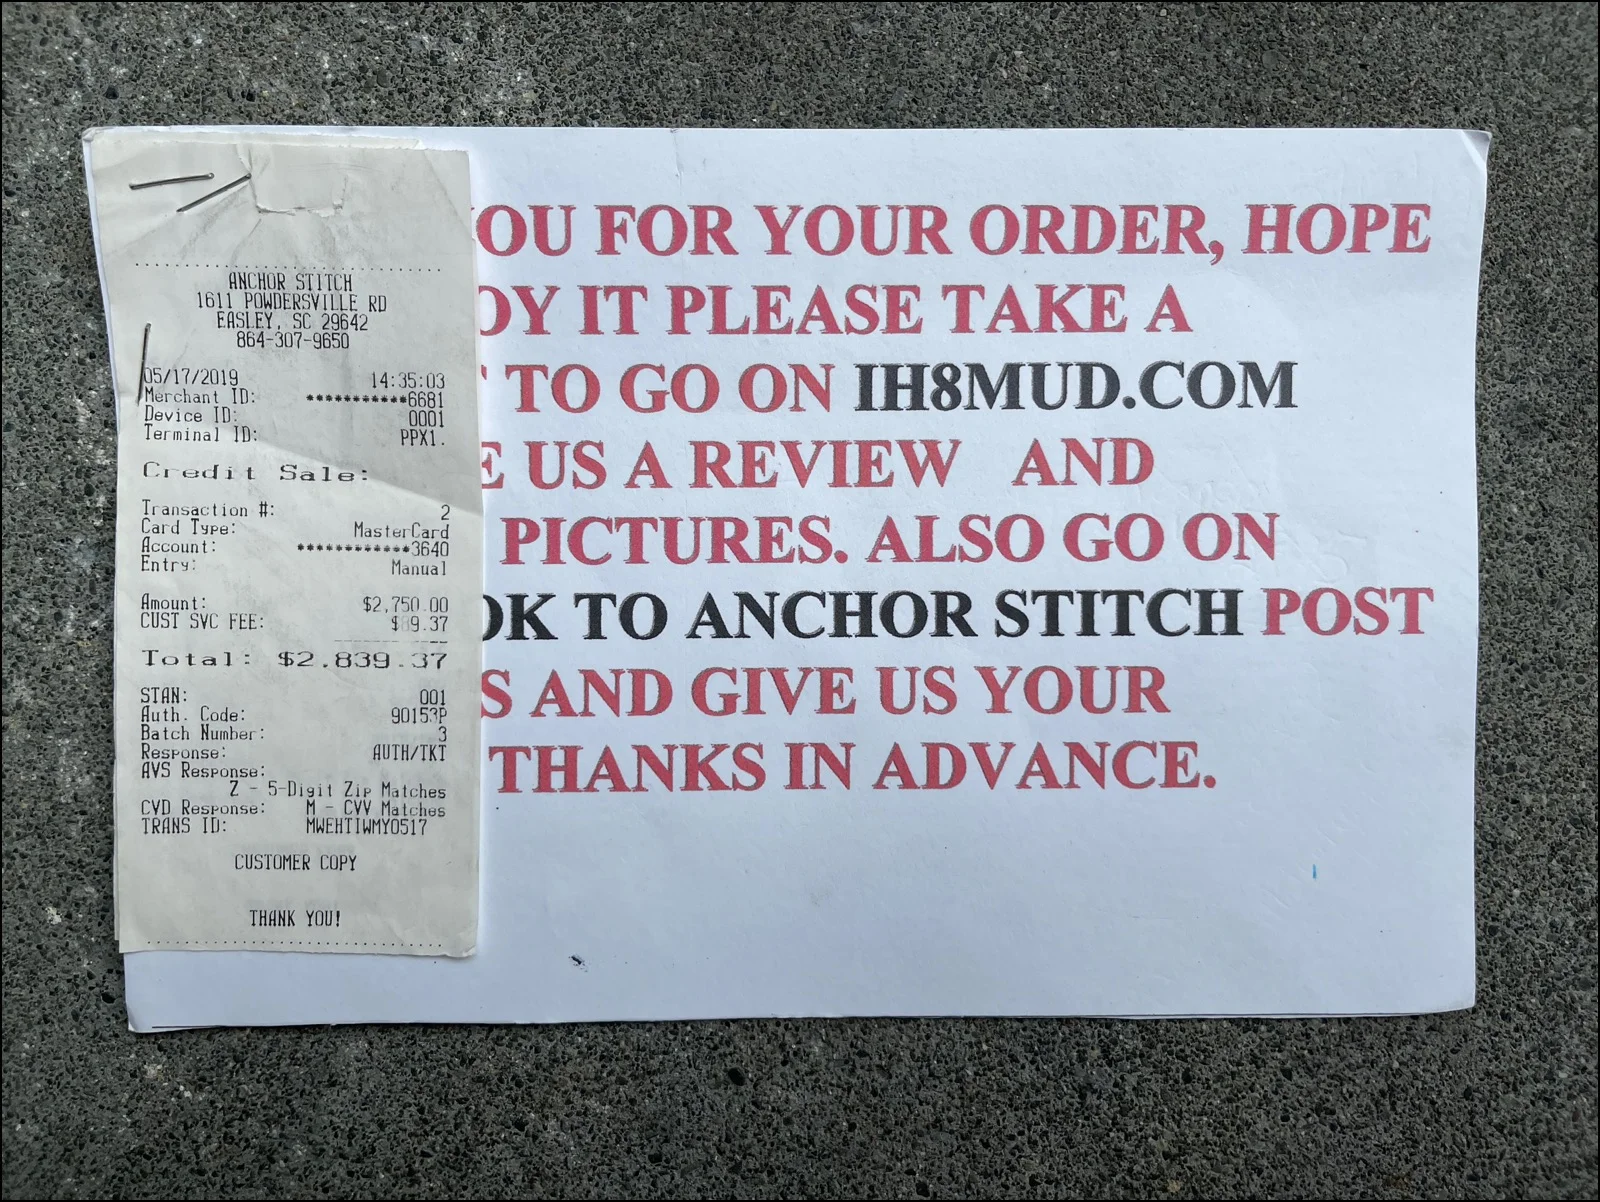 ANCHOR STITCH
1611 POWDERSVILLE RD
EASLEY, SC 29642
864-307-9650
05/17/2019 14:35:03
Merchant ID: **********6681
Device ID: 0001
Terminal ID: PPX1.
Credit Sale:
Transaction #: 2
Card Type: MasterCard
Account: ***********3640
Entry: Manual
Amount: $2,750.00
CUST SVC FEE: $89.37
Total: $2,839.37
STAN: 001
Auth. Code: 90153P
Batch Number: 3
Response: AUTH/TKT
AVS Response:
Z - 5-Digit Zip Matches
CVD Response: M - CVV Matches
TRANS ID: MWEHTIWMY0517
CUSTOMER COPY
THANK YOU!
OU FOR YOUR ORDER, HOPE
OY IT PLEASE TAKE A
TO GO ON IH8MUD.COM
E US A REVIEW AND
PICTURES. ALSO GO ON
OK TO ANCHOR STITCH POST
S AND GIVE US YOUR
THANKS IN ADVANCE.